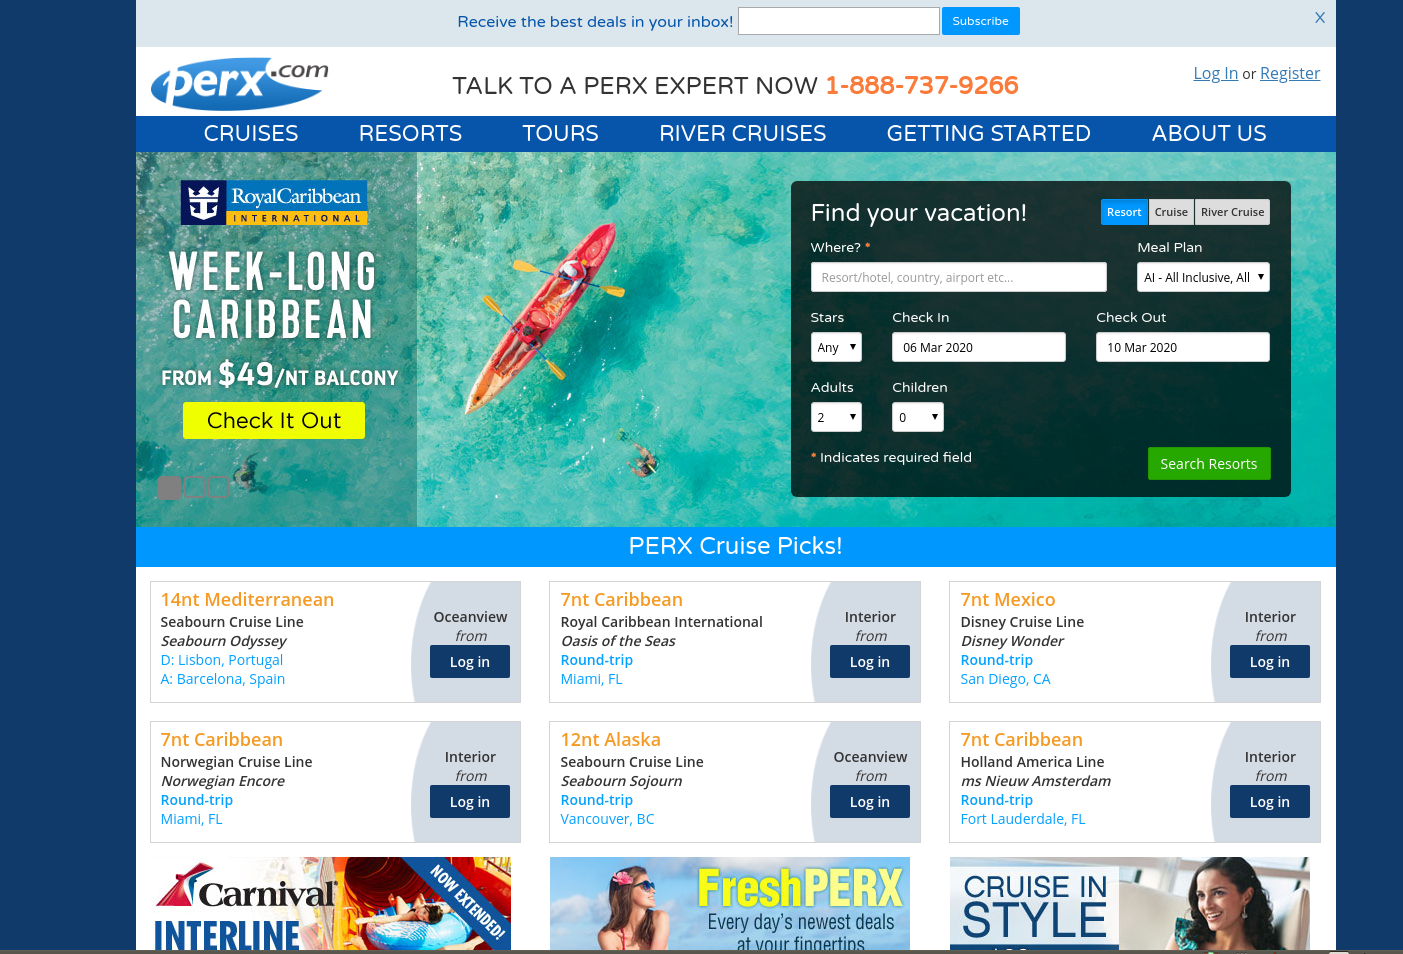 Receive the best deals in your inbox!
Subscribe
X
perx.com
TALK TO A PERX EXPERT NOW 1-888-737-9266
Log In or Register
CRUISES RESORTS TOURS RIVER CRUISES GETTING STARTED ABOUT US
RoyalCaribbean
INTERNATIONAL
WEEK-LONG
CARIBBEAN
FROM $49/NT BALCONY
Check It Out
Find your vacation!
Resort Cruise River Cruise
Where? * Meal Plan
Resort/hotel, country, airport etc... AI - All Inclusive, All
Stars Check In Check Out
Any 06 Mar 2020 10 Mar 2020
Adults Children
2 0
* Indicates required field
Search Resorts
PERX Cruise Picks!
14nt Mediterranean
Seabourn Cruise Line
Seabourn Odyssey
D: Lisbon, Portugal
A: Barcelona, Spain
Oceanview
from
Log in
7nt Caribbean
Royal Caribbean International
Oasis of the Seas
Round-trip
Miami, FL
Interior
from
Log in
7nt Mexico
Disney Cruise Line
Disney Wonder
Round-trip
San Diego, CA
Interior
from
Log in
7nt Caribbean
Norwegian Cruise Line
Norwegian Encore
Round-trip
Miami, FL
Interior
from
Log in
12nt Alaska
Seabourn Cruise Line
Seabourn Sojourn
Round-trip
Vancouver, BC
Oceanview
from
Log in
7nt Caribbean
Holland America Line
ms Nieuw Amsterdam
Round-trip
Fort Lauderdale, FL
Interior
from
Log in
Carnival
INTERLINE
NOW EXTENDED!
FreshPERX
Every day's newest deals
at your fingertips
CRUISE IN
STYLE